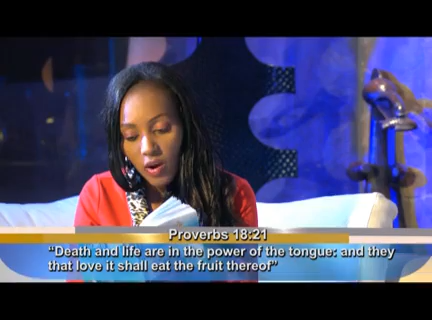 Proverbs 18:21
“Death and life are in the power of the tongue: and they
that love it shall eat the fruit thereof”